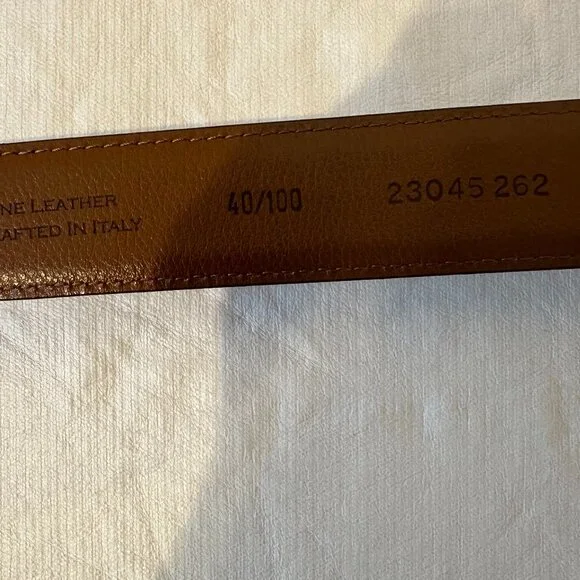 NE LEATHER
AFTED IN ITALY
40/100
23045 262